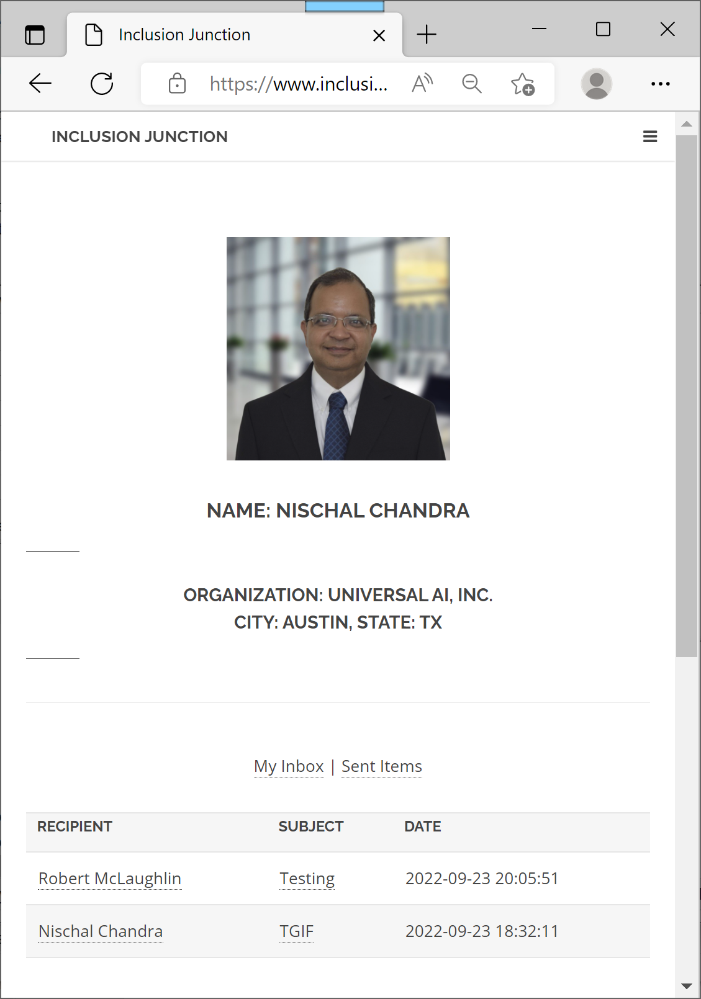 Inclusion Junction
https://www.inclusi...
INCLUSION JUNCTION
NAME: NISCHAL CHANDRA
ORGANIZATION: UNIVERSAL AI, INC.
CITY: AUSTIN, STATE: TX
My Inbox | Sent Items
RECIPIENT SUBJECT DATE
Robert McLaughlin Testing 2022-09-23 20:05:51
Nischal Chandra TGIF 2022-09-23 18:32:11